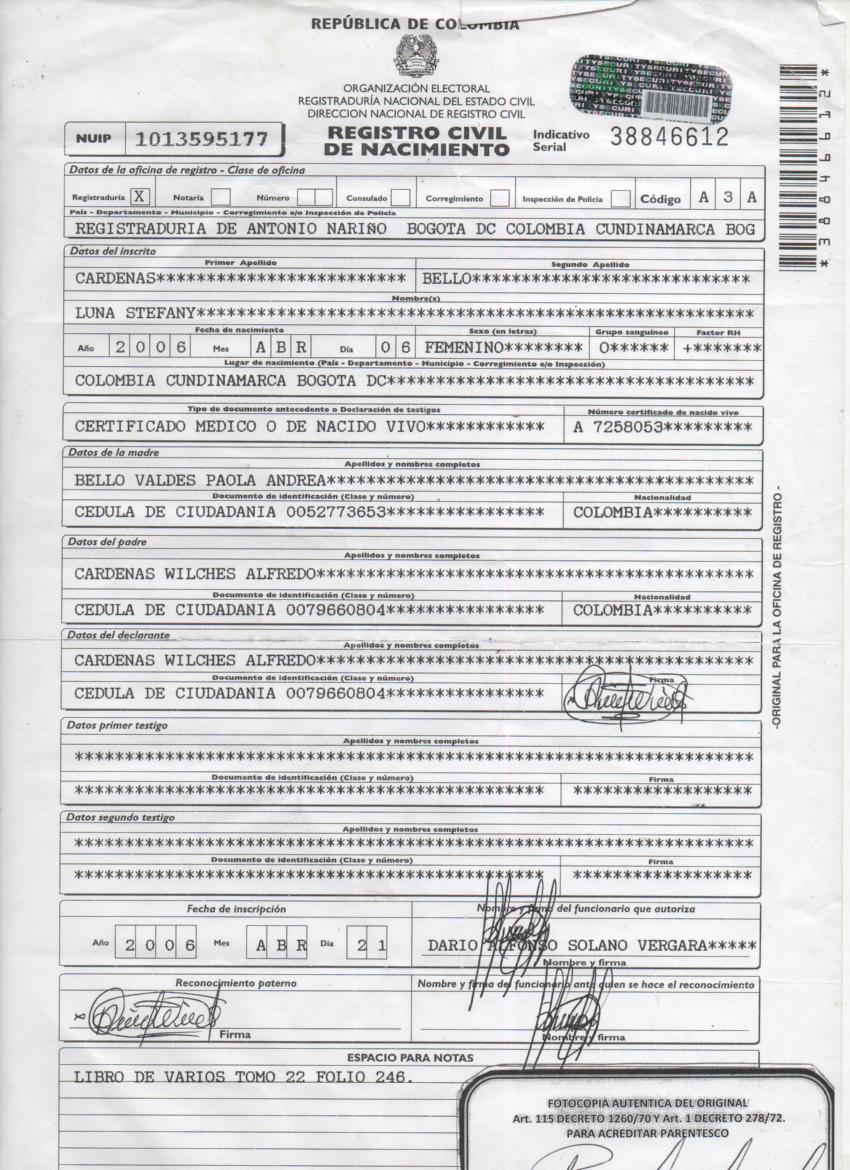 REPÚBLICA DE COLOMBIA
ORGANIZACIÓN ELECTORAL
REGISTRADURÍA NACIONAL DEL ESTADO CIVIL
DIRECCION NACIONAL DE REGISTRO CIVIL
NUIP 1013595177
REGISTRO CIVIL
DE NACIMIENTO
Indicativo
Serial 38846612
Datos de la oficina de registro - Clase de oficina
Registraduría X Notaría Número Consulado Corregimiento Inspección de Policía Código A 3 A
País - Departamento - Municipio - Corregimiento e/o Inspección de Policía
REGISTRADURIA DE ANTONIO NARIÑO BOGOTA DC COLOMBIA CUNDINAMARCA BOG
Datos del inscrito
Primer Apellido Segundo Apellido
CARDENAS************************* BELLO****************************
Nombre(s)
LUNA STEFANY********************************************************
Fecha de nacimiento Sexo (en letras) Grupo sanguíneo Factor RH
Año 2 0 0 6 Mes A B R Día 0 6 FEMENINO******** O****** +*******
Lugar de nacimiento (País - Departamento - Municipio - Corregimiento e/o Inspección)
COLOMBIA CUNDINAMARCA BOGOTA DC*************************************
Tipo de documento antecedente o Declaración de testigos Número certificado de nacido vivo
CERTIFICADO MEDICO O DE NACIDO VIVO************ A 7258053*********
Datos de la madre
Apellidos y nombres completos
BELLO VALDES PAOLA ANDREA*******************************************
Documento de identificación (Clase y número) Nacionalidad
CEDULA DE CIUDADANIA 0052773653**************** COLOMBIA**********
Datos del padre
Apellidos y nombres completos
CARDENAS WILCHES ALFREDO********************************************
Documento de identificación (Clase y número) Nacionalidad
CEDULA DE CIUDADANIA 0079660804**************** COLOMBIA**********
Datos del declarante
Apellidos y nombres completos
CARDENAS WILCHES ALFREDO********************************************
Documento de identificación (Clase y número) Firma
CEDULA DE CIUDADANIA 0079660804****************
Datos primer testigo
Apellidos y nombres completos
********************************************************************
Documento de identificación (Clase y número) Firma
*********************************************** ******************
Datos segundo testigo
Apellidos y nombres completos
********************************************************************
Documento de identificación (Clase y número) Firma
*********************************************** ******************
Fecha de inscripción Nombre y firma del funcionario que autoriza
Año 2 0 0 6 Mes A B R Día 2 1 DARIO ALFONSO SOLANO VERGARA*****
Nombre y firma
Reconocimiento paterno Nombre y firma del funcionario ante quien se hace el reconocimiento
Firma Nombre y firma
ESPACIO PARA NOTAS
LIBRO DE VARIOS TOMO 22 FOLIO 246.
FOTOCOPIA AUTENTICA DEL ORIGINAL
Art. 115 DECRETO 1260/70 Y Art. 1 DECRETO 278/72.
PARA ACREDITAR PARENTESCO
-ORIGINAL PARA LA OFICINA DE REGISTRO-